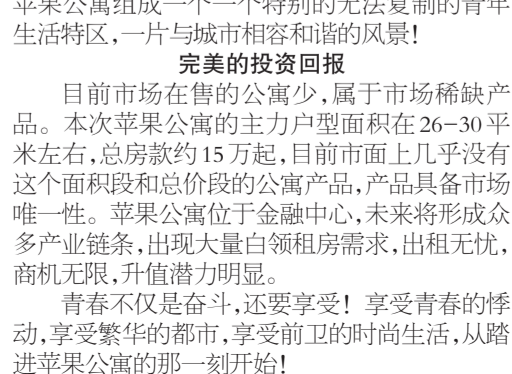 苹果公寓组成一个一个特别的无法复制的青年
生活特区,一片与城市相容和谐的风景!
完美的投资回报
目前市场在售的公寓少,属于市场稀缺产
品。本次苹果公寓的主力户型面积在26-30平
米左右,总房款约15万起,目前市面上几乎没有
这个面积段和总价段的公寓产品,产品具备市场
唯一性。苹果公寓位于金融中心,未来将形成众
多产业链条,出现大量白领租房需求,出租无忧,
商机无限,升值潜力明显。
青春不仅是奋斗,还要享受!享受青春的悸
动,享受繁华的都市,享受前卫的时尚生活,从踏
进苹果公寓的那一刻开始!